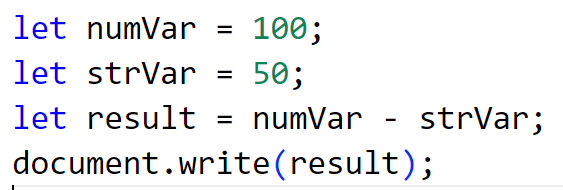 let numVar = 100;
let strVar = 50;
let result = numVar - strVar;
document.write(result);